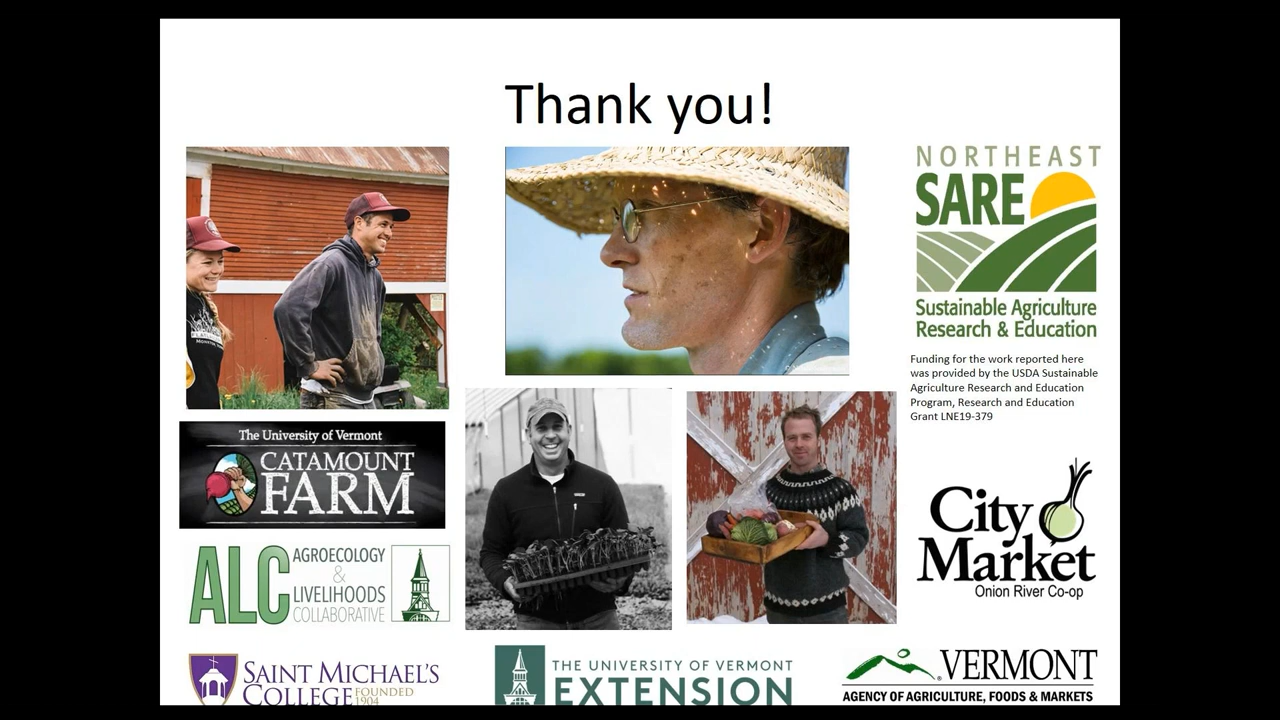 Thank you!
NORTHEAST
SARE
Sustainable Agriculture
Research & Education
Funding for the work reported here
was provided by the USDA Sustainable
Agriculture Research and Education
Program, Research and Education
Grant LNE19-379
The University of Vermont
CATAMOUNT
FARM
ALC
AGROECOLOGY
&
LIVELIHOODS
COLLABORATIVE
City
Market
Onion River Co-op
SAINT MICHAEL'S
COLLEGE
FOUNDED
1904
THE UNIVERSITY OF VERMONT
EXTENSION
VERMONT
AGENCY OF AGRICULTURE, FOODS & MARKETS